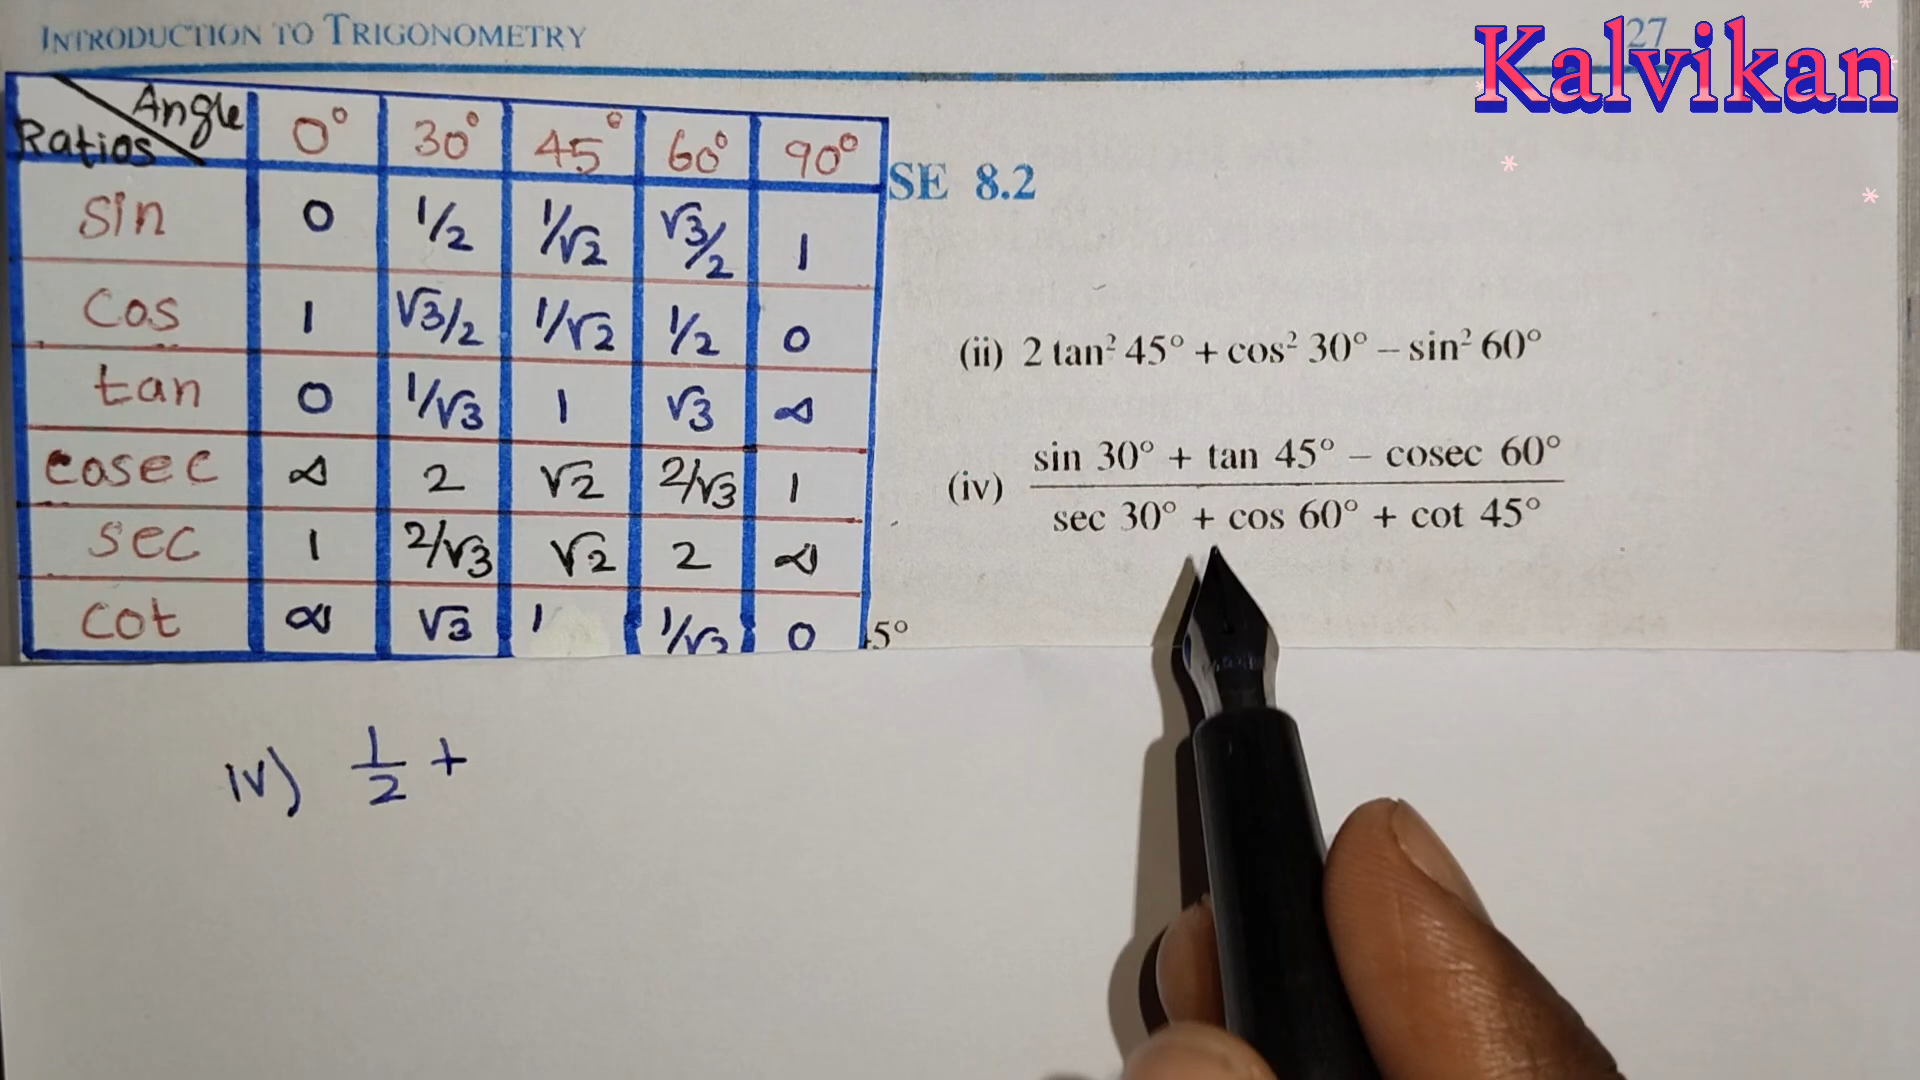 INTRODUCTION TO TRIGONOMETRY
27
Kalvikan
Angle
Ratios
0° 30° 45° 60° 90°
sin 0 1/2 1/√2 √3/2 1
cos 1 √3/2 1/√2 1/2 0
tan 0 1/√3 1 √3 ∞
cosec ∞ 2 √2 2/√3 1
sec 1 2/√3 √2 2 ∞
cot ∞ √3 1 1/√3 0
SE 8.2
(ii) 2 tan² 45° + cos² 30° – sin² 60°
(iv) sin 30° + tan 45° – cosec 60°
sec 30° + cos 60° + cot 45°
5°
iv) 1/2 +